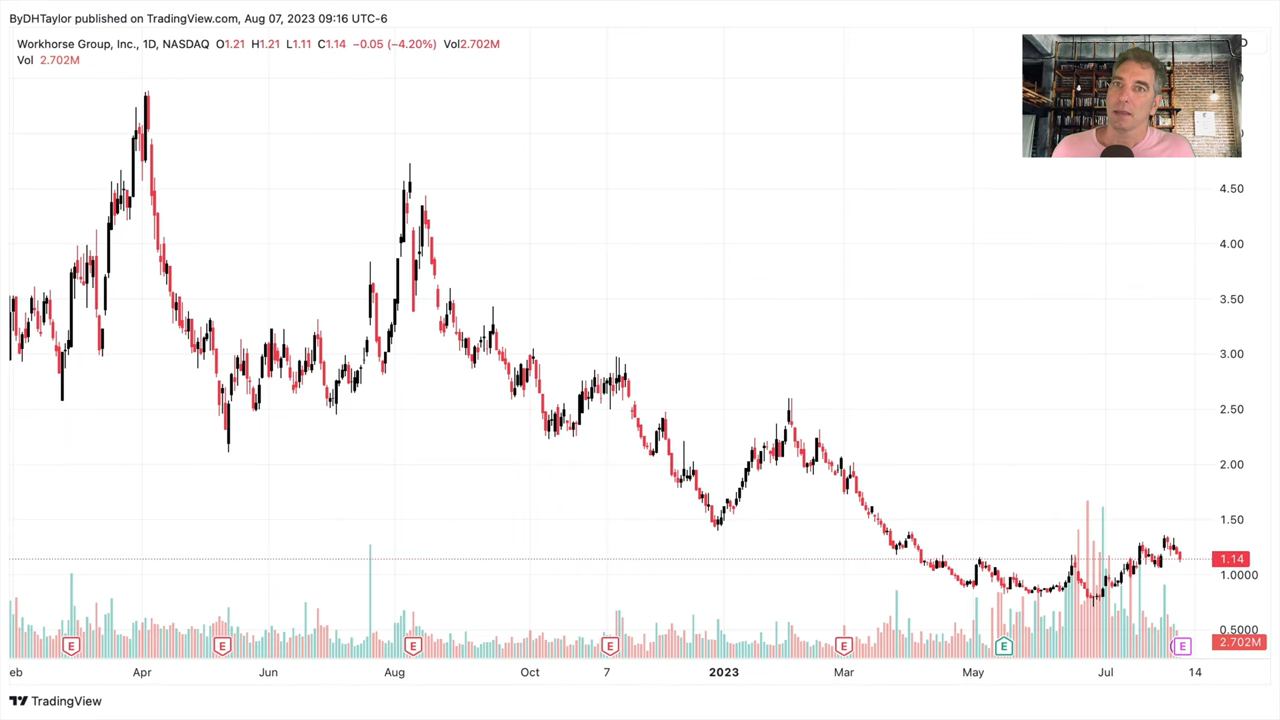 ByDHTaylor published on TradingView.com, Aug 07, 2023 09:16 UTC-6
Workhorse Group, Inc., 1D, NASDAQ O1.21 H1.21 L1.11 C1.14 −0.05 (−4.20%) Vol2.702M
Vol 2.702M
4.50
4.00
3.50
3.00
2.50
2.00
1.50
1.14
1.0000
0.5000
2.702M
E E E E E E E
eb Apr Jun Aug Oct 7 2023 Mar May Jul 14
TradingView